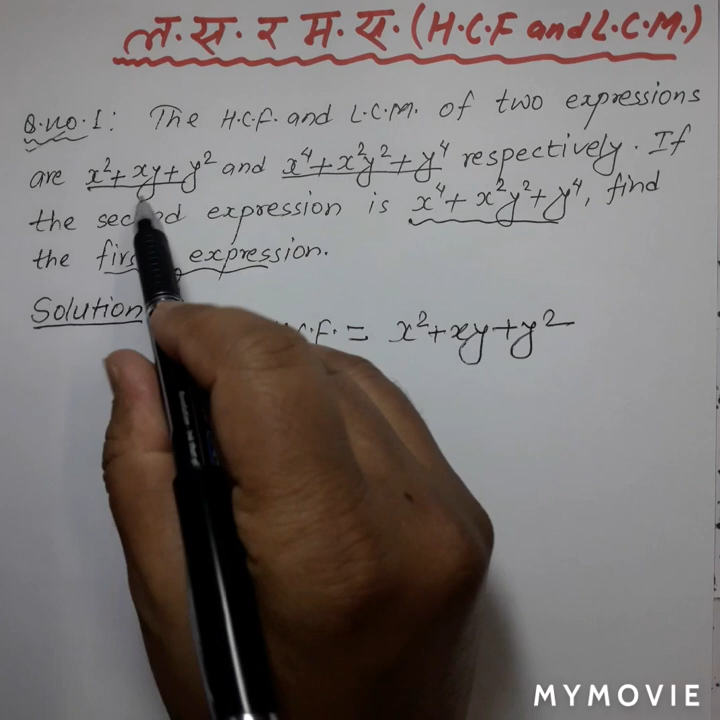 ल.स. र म.स. (H.C.F and L.C.M.)
Q.no.1: The H.C.F. and L.C.M. of two expressions
are x²+xy+y² and x⁴+x²y²+y⁴ respectively. If
the second expression is x⁴+x²y²+y⁴, find
the first expression.
Solution
.F. = x²+xy+y²
MYMOVIE